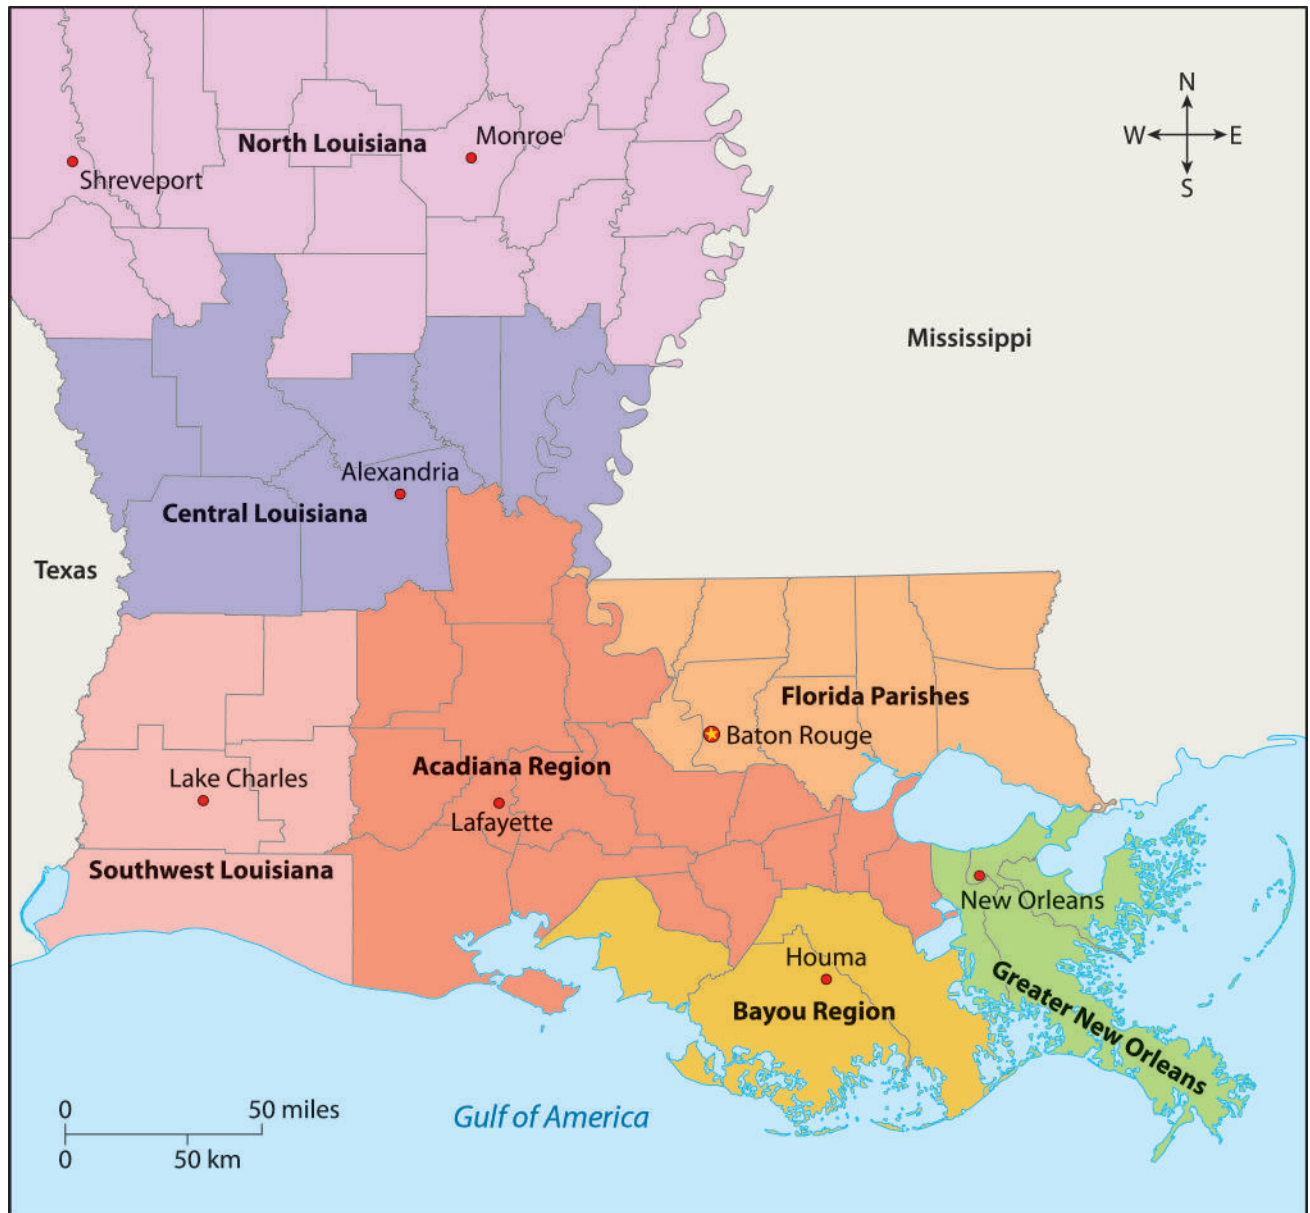 N
W E
S
North Louisiana
Monroe
Shreveport
Mississippi
Alexandria
Central Louisiana
Texas
Florida Parishes
Baton Rouge
Acadiana Region
Lake Charles
Lafayette
Southwest Louisiana
New Orleans
Houma
Bayou Region
Greater New Orleans
Gulf of America
0 50 miles
0 50 km